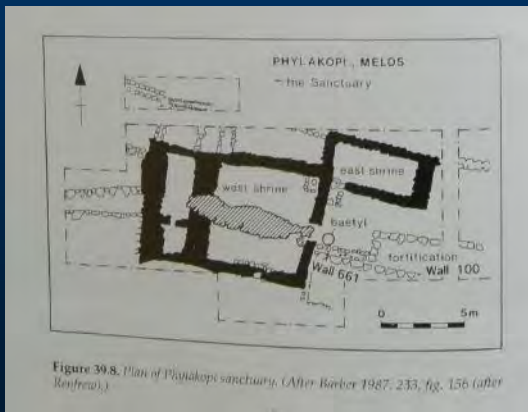 PHYLAKOPI, MELOS
– the Sanctuary
east shrine
west shrine
baetyl
fortification
Wall 661
Wall 100
0 5m
Figure 39.8. Plan of Phylakopi sanctuary. (After Barber 1987: 233, fig. 156 (after
Renfrew).)